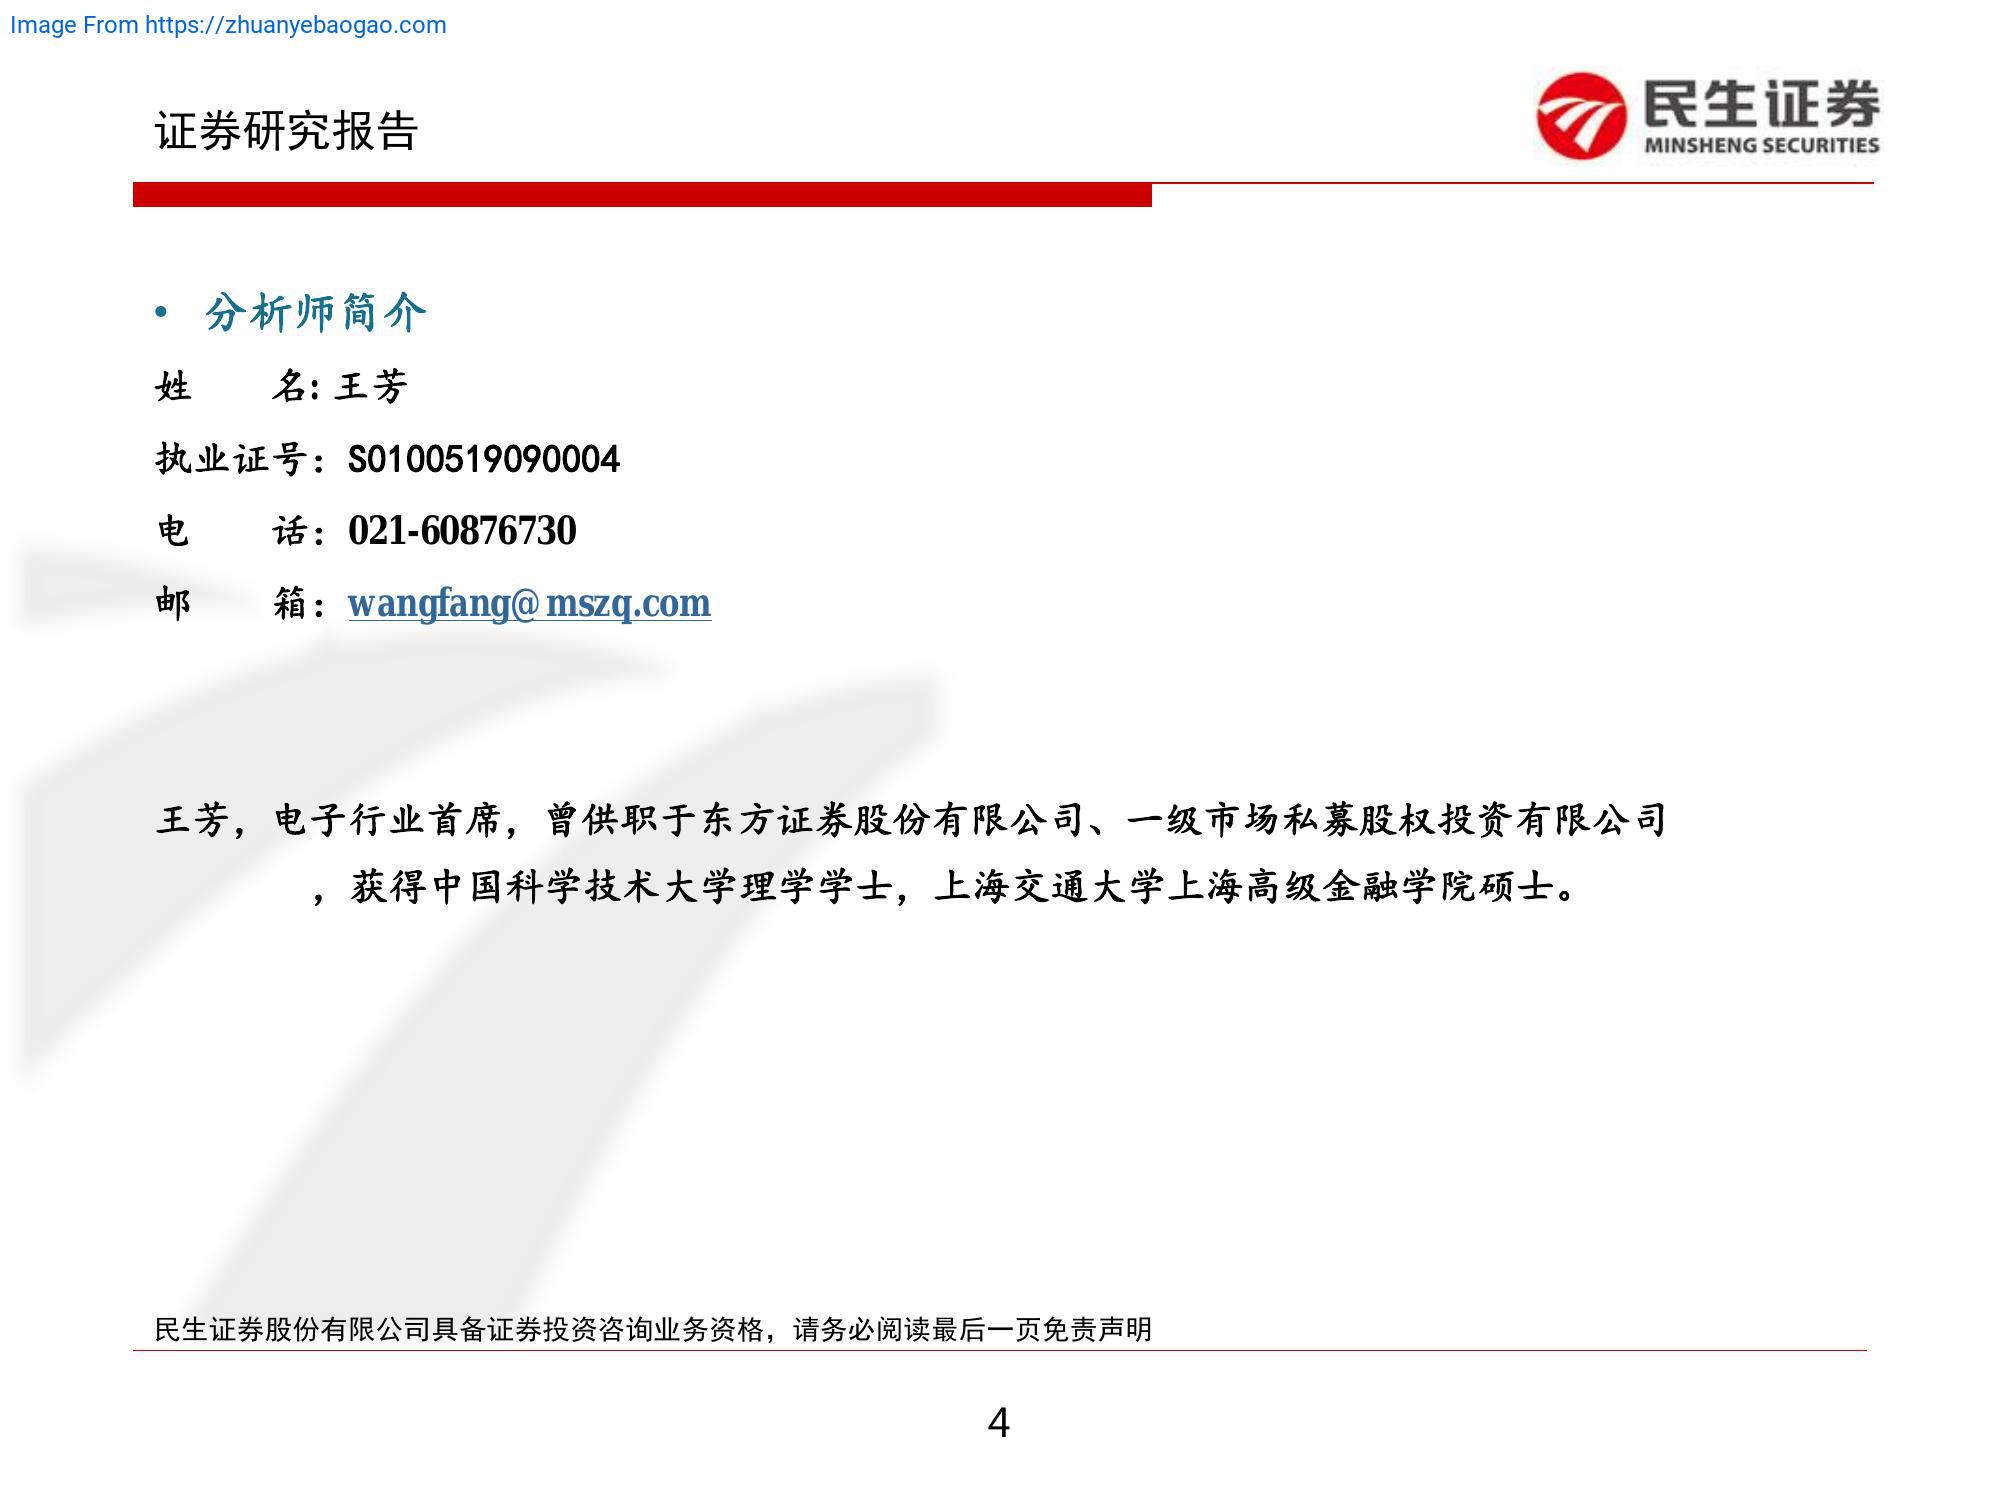 Image From https://zhuanyebaogao.com
证券研究报告
民生证券
MINSHENG SECURITIES
• 分析师简介
姓 名: 王芳
执业证号：S0100519090004
电 话：021-60876730
邮 箱：wangfang@mszq.com
王芳，电子行业首席，曾供职于东方证券股份有限公司、一级市场私募股权投资有限公司
，获得中国科学技术大学理学学士，上海交通大学上海高级金融学院硕士。
民生证券股份有限公司具备证券投资咨询业务资格，请务必阅读最后一页免责声明
4